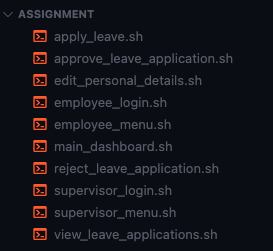 ASSIGNMENT
apply_leave.sh
approve_leave_application.sh
edit_personal_details.sh
employee_login.sh
employee_menu.sh
main_dashboard.sh
reject_leave_application.sh
supervisor_login.sh
supervisor_menu.sh
view_leave_applications.sh